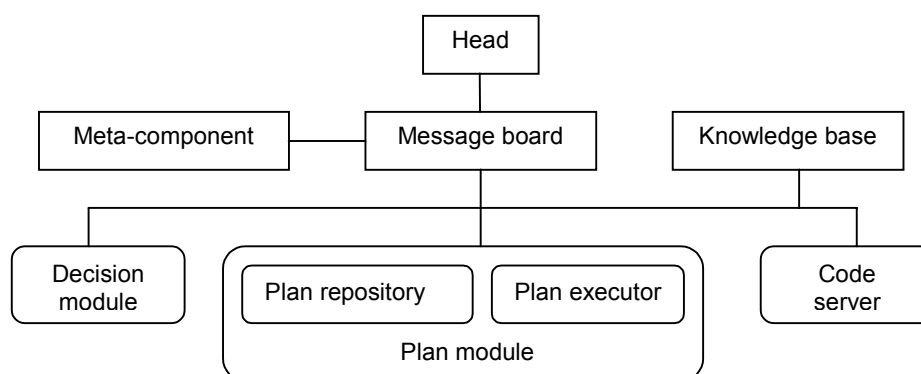 Head
Meta-component
Message board
Knowledge base
Decision
module
Plan repository
Plan executor
Plan module
Code
server